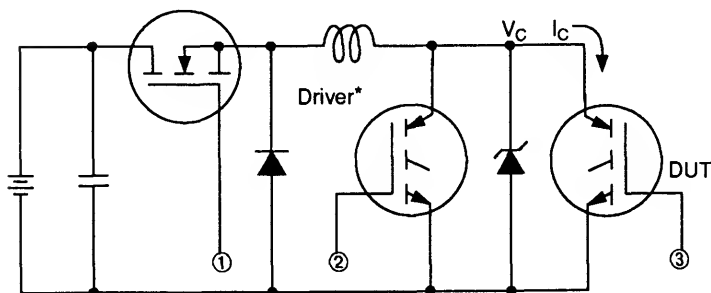 V_C I_C
Driver*
DUT
①
②
③